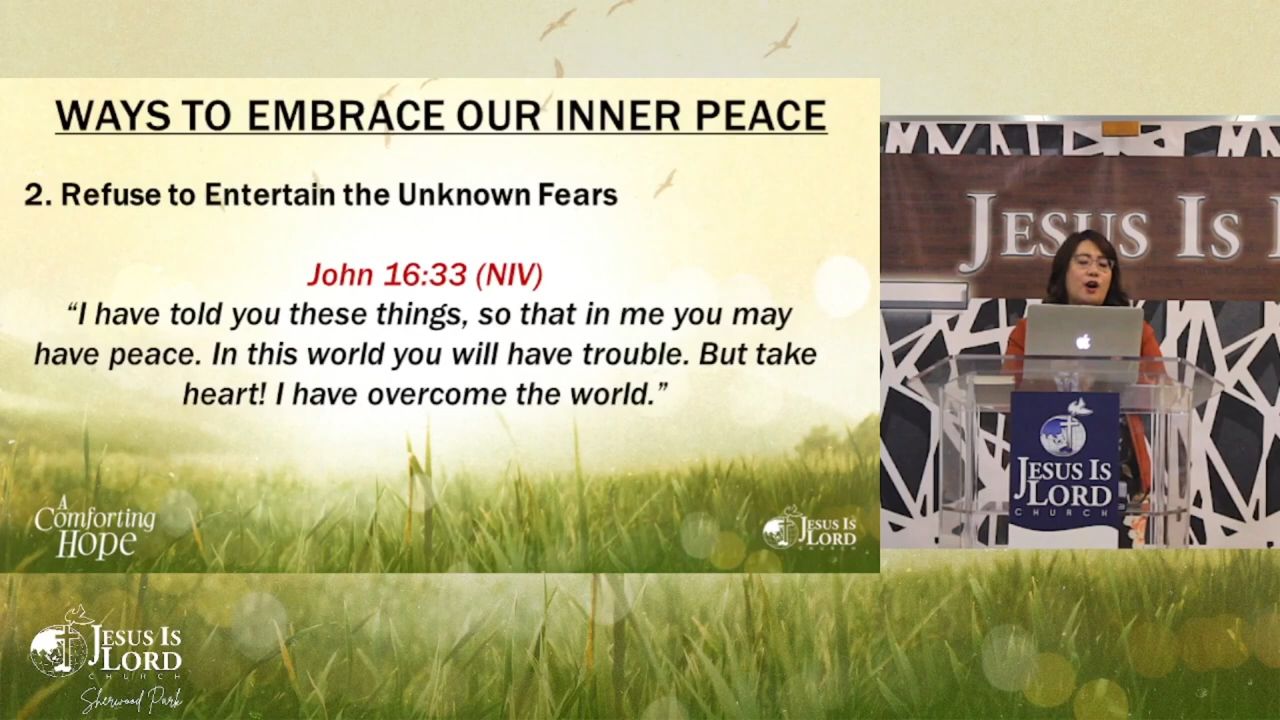 WAYS TO EMBRACE OUR INNER PEACE
2. Refuse to Entertain the Unknown Fears
John 16:33 (NIV)
“I have told you these things, so that in me you may
have peace. In this world you will have trouble. But take
heart! I have overcome the world.”
A
Comforting
Hope
JESUS IS
LORD
CHURCH
JESUS IS
JESUS IS
LORD
CHURCH
JESUS IS
LORD
CHURCH
Sherwood Park